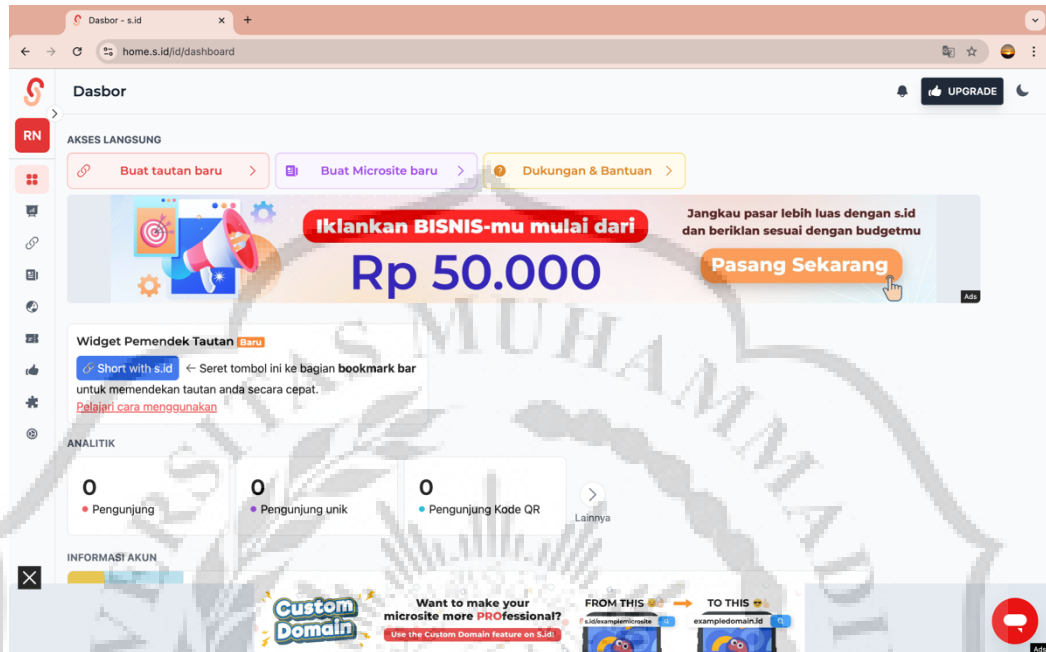 Dasbor - s.id
home.s.id/id/dashboard
Dasbor
UPGRADE
RN
AKSES LANGSUNG
Buat tautan baru
Buat Microsite baru
Dukungan & Bantuan
Iklankan BISNIS-mu mulai dari
Rp 50.000
Jangkau pasar lebih luas dengan s.id
dan beriklan sesuai dengan budgetmu
Pasang Sekarang
Ads
Widget Pemendek Tautan Baru
Short with s.id ← Seret tombol ini ke bagian bookmark bar
untuk memendekan tautan anda secara cepat.
Pelajari cara menggunakan
ANALITIK
0
Pengunjung
0
Pengunjung unik
0
Pengunjung Kode QR
Lainnya
INFORMASI AKUN
Custom
Domain
Want to make your
microsite more PROfessional?
Use the Custom Domain feature on S.id!
FROM THIS → TO THIS
s.id/examplemicrosite
exampledomain.id
Ads